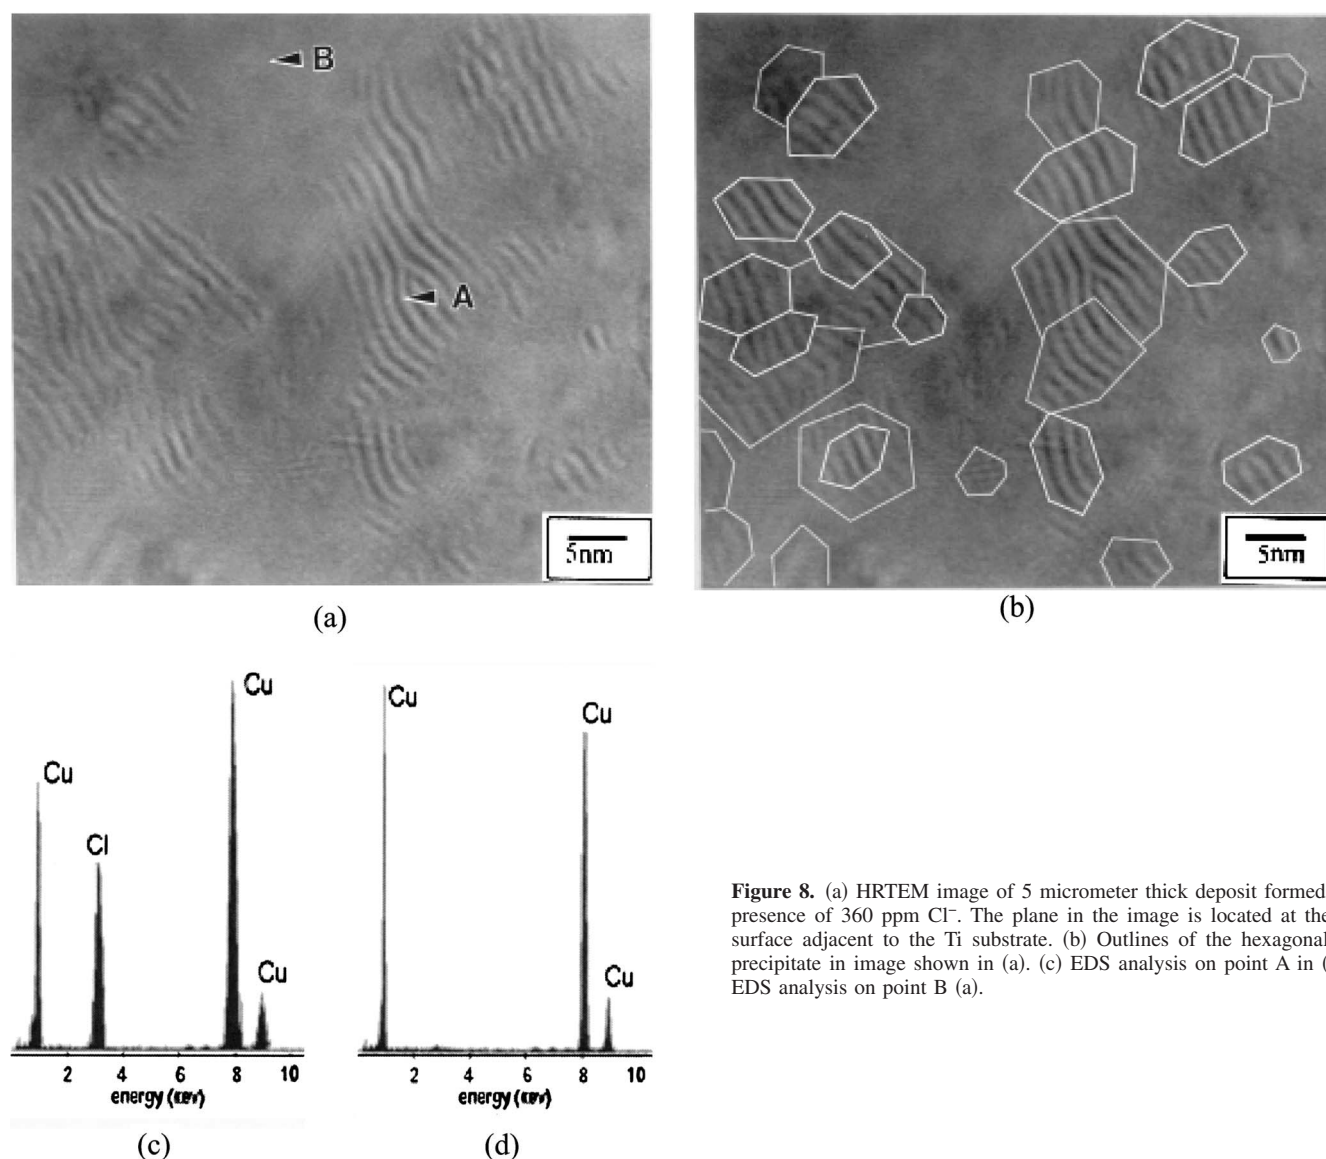 B
A
5nm
5nm
(a)
(b)
Cu
Cl
Cu
Cu
2 4 6 8 10
energy (kev)
(c)
Cu
Cu
Cu
2 4 6 8 10
energy (kev)
(d)
Figure 8. (a) HRTEM image of 5 micrometer thick deposit formed
presence of 360 ppm Cl⁻. The plane in the image is located at the
surface adjacent to the Ti substrate. (b) Outlines of the hexagonal
precipitate in image shown in (a). (c) EDS analysis on point A in (
EDS analysis on point B (a).